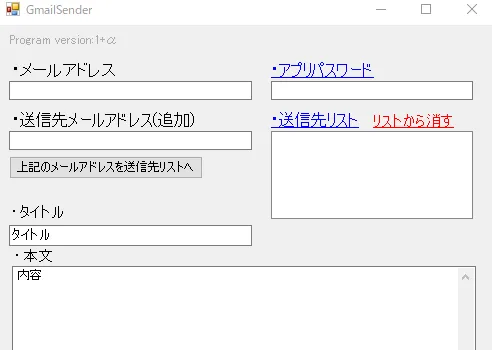 GmailSender
Program version:1+α
・メールアドレス
・アプリパスワード
・送信先メールアドレス(追加)
・送信先リスト リストから消す
上記のメールアドレスを送信先リストへ
・タイトル
タイトル
・本文
内容